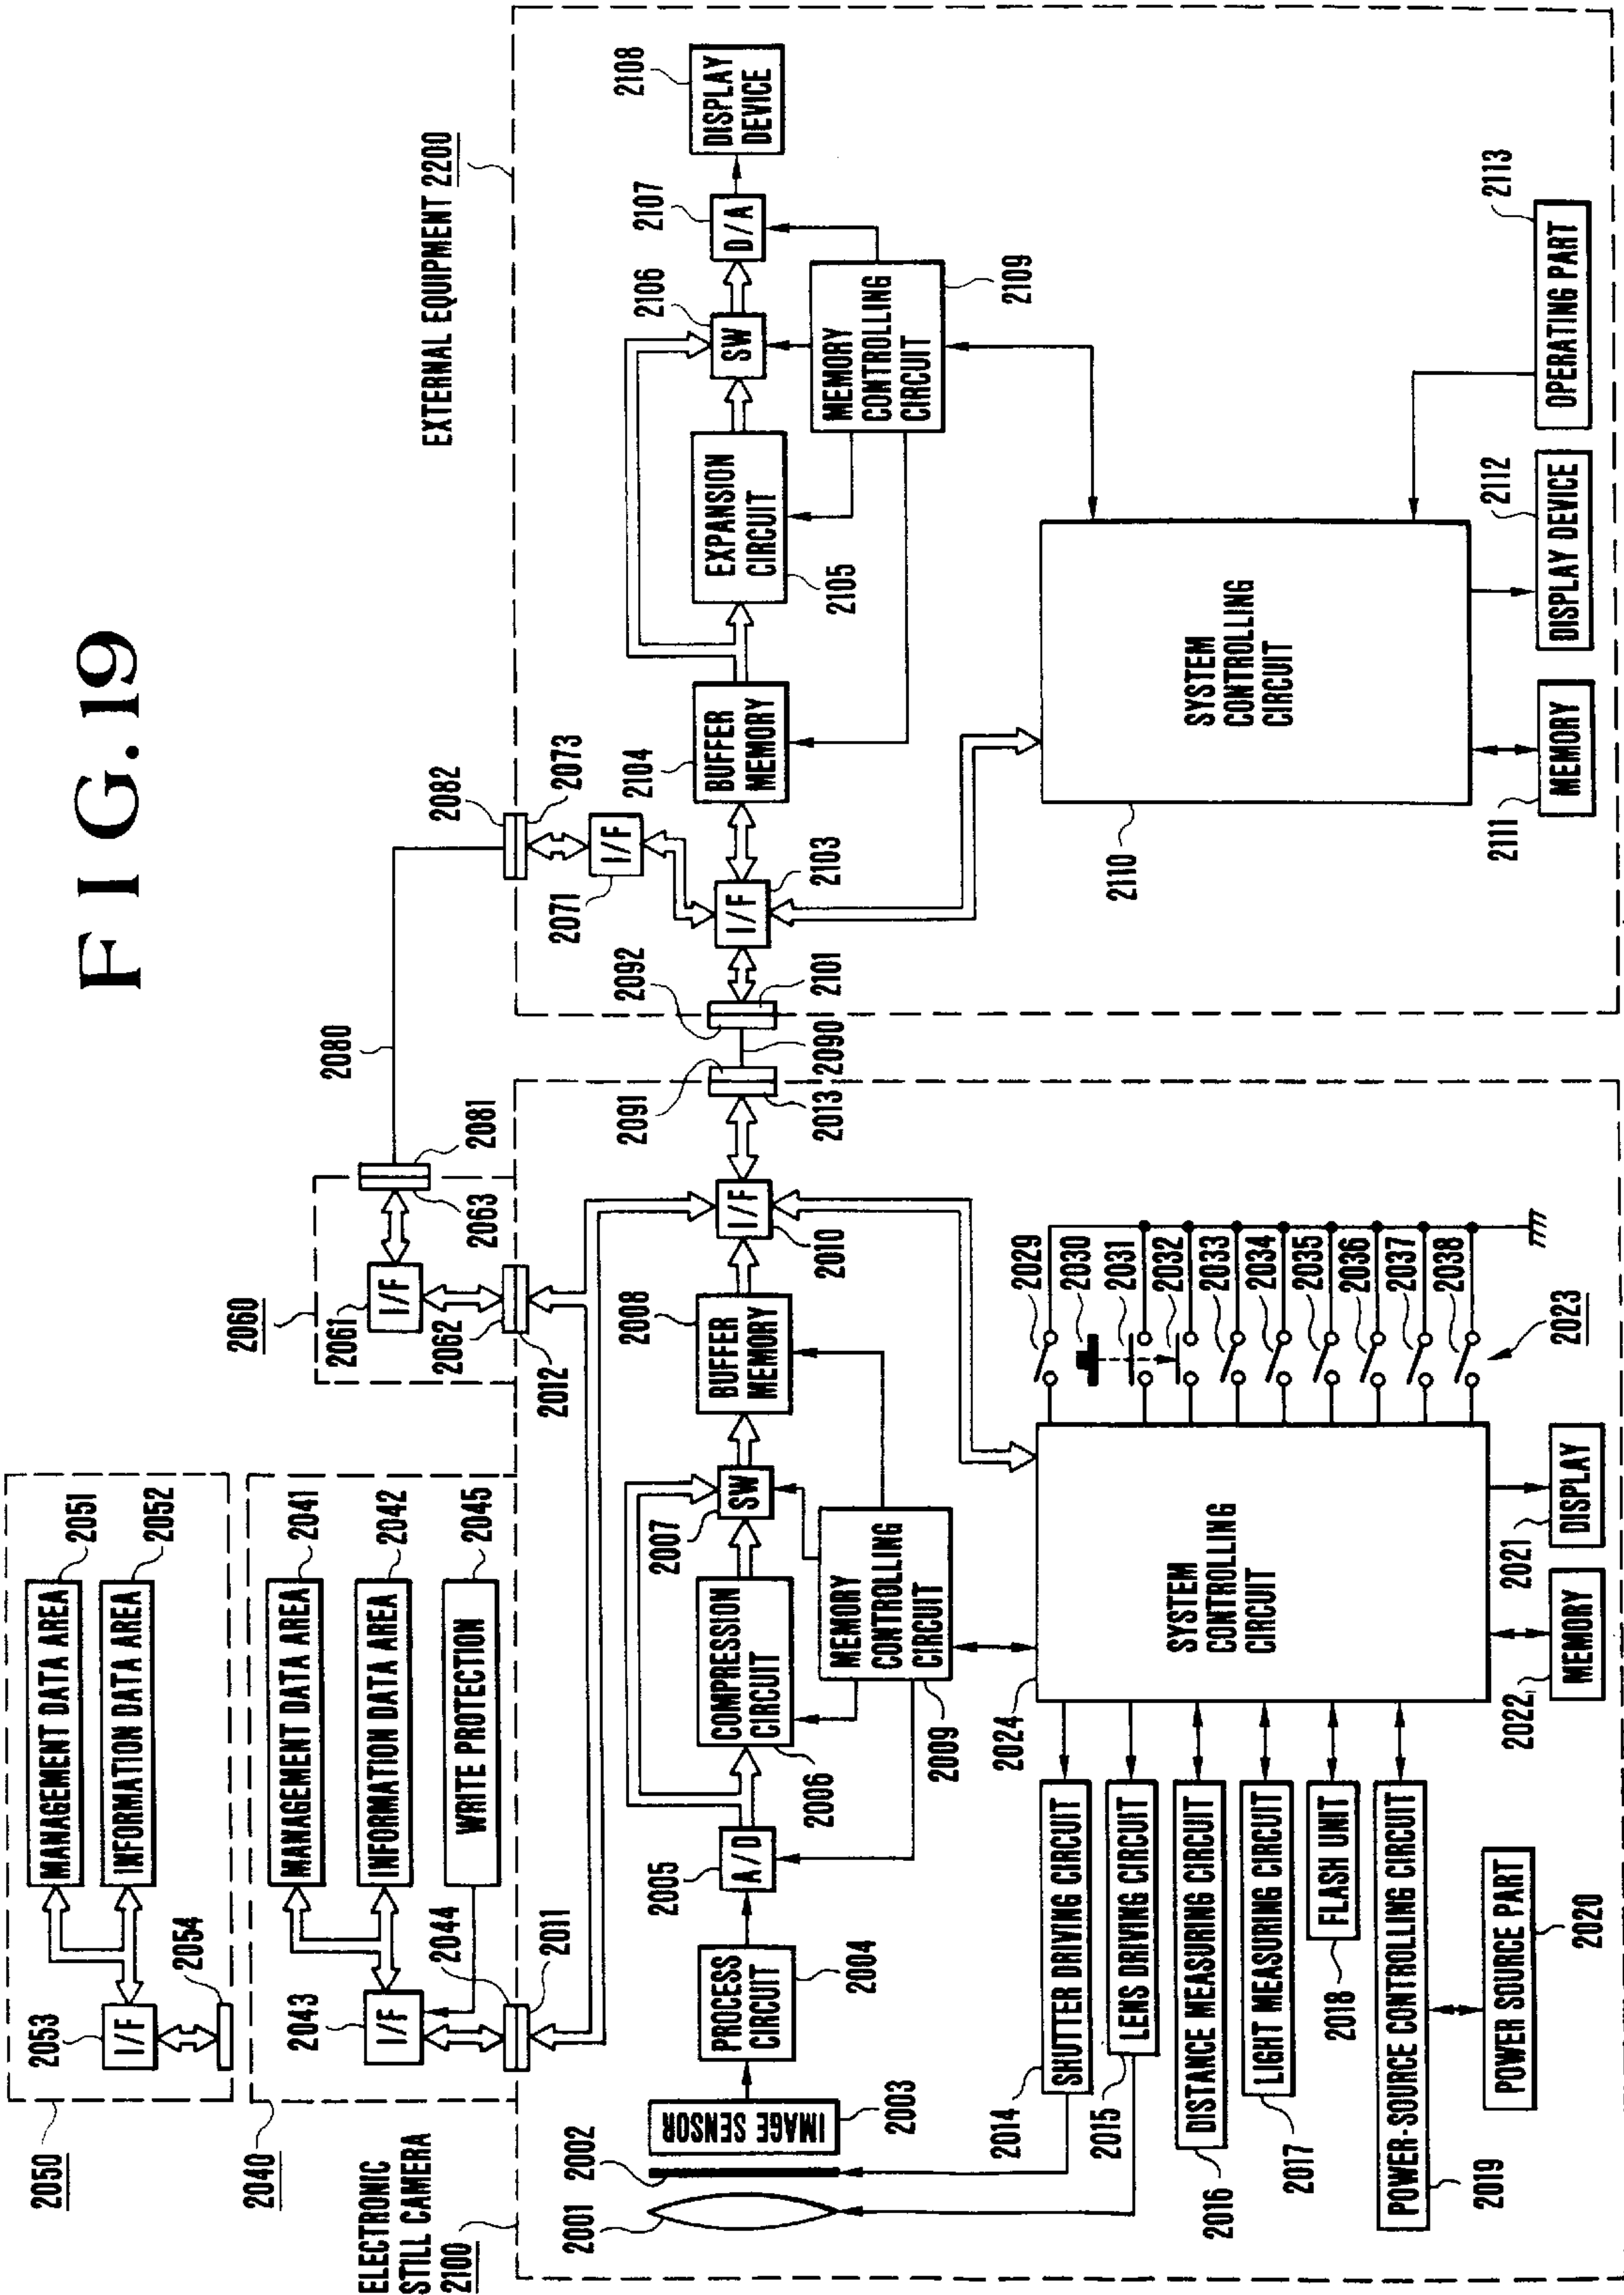 FIG.19
2050
2051
MANAGEMENT DATA AREA
2052
INFORMATION DATA AREA
2053
I/F
2054
2040
2041
MANAGEMENT DATA AREA
2042
INFORMATION DATA AREA
2045
WRITE PROTECTION
2043
I/F
2044
2011
2060
2061
I/F
2062
2063
2012
2081
2080
2082
2073
2071
I/F
ELECTRONIC
STILL CAMERA
2100
2001
2002
IMAGE SENSOR
2003
PROCESS
CIRCUIT
2004
A/D
2005
COMPRESSION
CIRCUIT
2006
SW
2007
BUFFER
MEMORY
2008
MEMORY
CONTROLLING
CIRCUIT
2009
I/F
2010
2013
2091
2090
2092
2101
2014
SHUTTER DRIVING CIRCUIT
2015
LENS DRIVING CIRCUIT
2016
DISTANCE MEASURING CIRCUIT
2017
LIGHT MEASURING CIRCUIT
2018
FLASH UNIT
2019
POWER-SOURCE CONTROLLING CIRCUIT
2020
POWER SOURCE PART
2024
SYSTEM
CONTROLLING
CIRCUIT
2022
MEMORY
2021
DISPLAY
2029
2030
2031
2032
2033
2034
2035
2036
2037
2038
2023
EXTERNAL EQUIPMENT 2200
2103
I/F
2104
BUFFER
MEMORY
EXPANSION
CIRCUIT
2105
2106
SW
2107
D/A
2108
DISPLAY
DEVICE
MEMORY
CONTROLLING
CIRCUIT
2109
2110
SYSTEM
CONTROLLING
CIRCUIT
2111
MEMORY
2112
DISPLAY DEVICE
2113
OPERATING PART